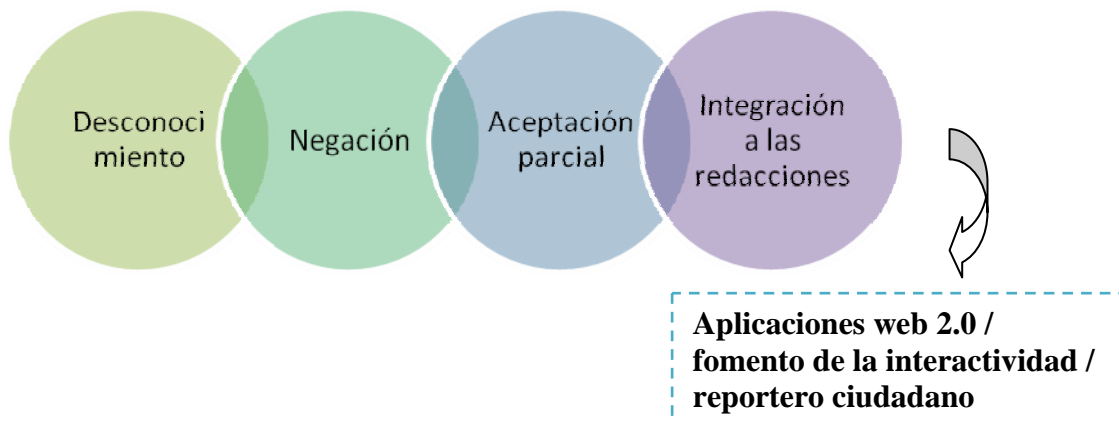 Desconoci
miento
Negación
Aceptación
parcial
Integración
a las
redacciones
Aplicaciones web 2.0 /
fomento de la interactividad /
reportero ciudadano